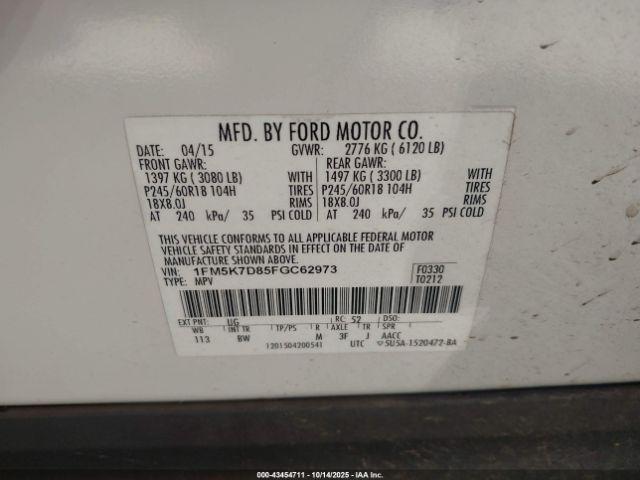 MFD. BY FORD MOTOR CO.
DATE: 04/15 GVWR: 2776 KG ( 6120 LB)
FRONT GAWR: REAR GAWR:
1397 KG ( 3080 LB) WITH 1497 KG ( 3300 LB) WITH
P245/60R18 104H TIRES P245/60R18 104H TIRES
18X8.0J RIMS 18X8.0J RIMS
AT 240 kPa/ 35 PSI COLD AT 240 kPa/ 35 PSI COLD
THIS VEHICLE CONFORMS TO ALL APPLICABLE FEDERAL MOTOR
VEHICLE SAFETY STANDARDS IN EFFECT ON THE DATE OF
MANUFACTURE SHOWN ABOVE.
VIN: 1FM5K7D85FGC62973 F0330
TYPE: MPV T0212
EXT PNT: UG RC: 52 DSO:
WB INT TR TP/PS R AXLE TR SPR
113 BW M 3F J AACC
1201504200541 UTC ▽5U5A-1520472-BA
000-43454711 - 10/14/2025 - IAAI.COM